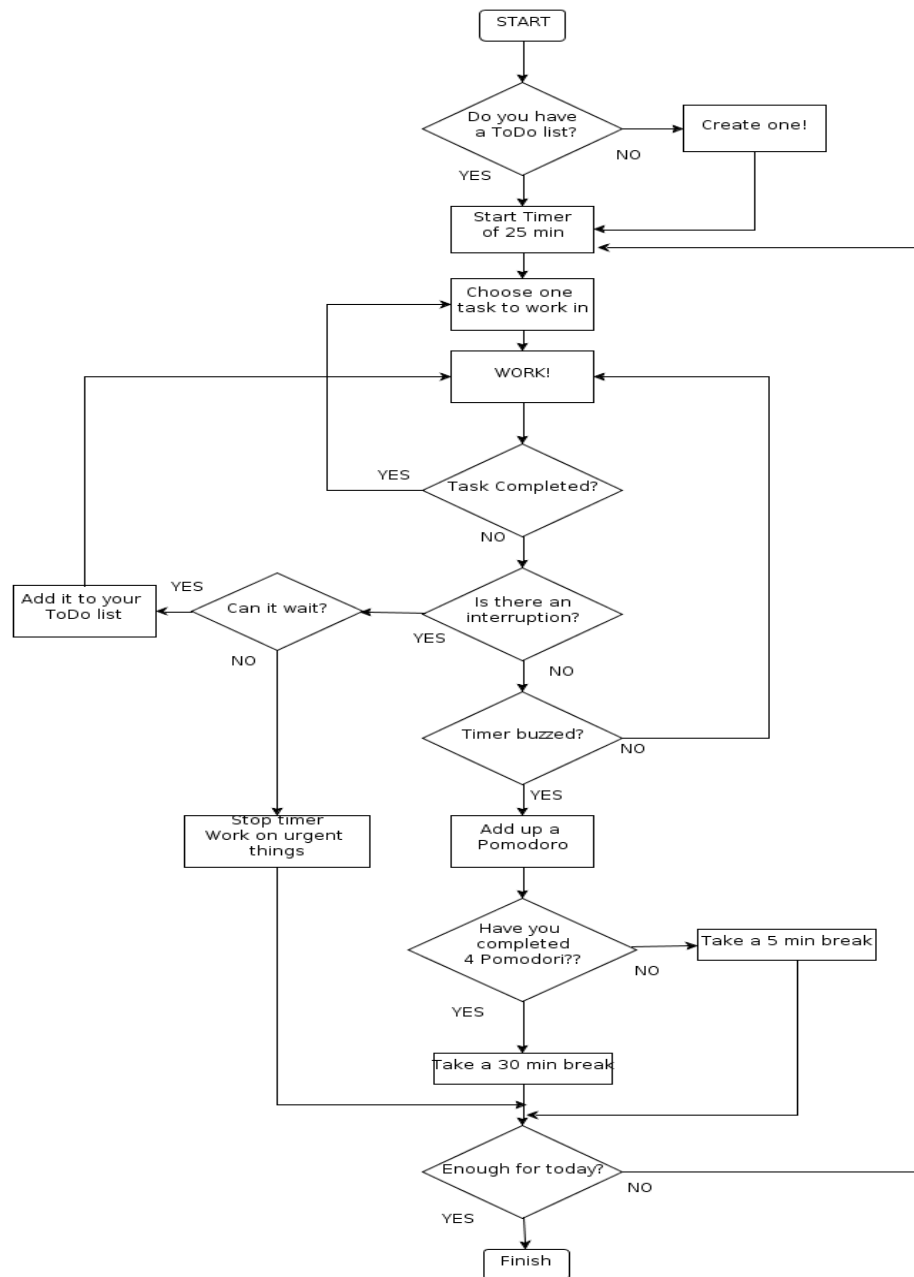 START
Do you have
a ToDo list?
Create one!
NO
YES
Start Timer
of 25 min
Choose one
task to work in
WORK!
YES
Task Completed?
NO
YES
Add it to your
ToDo list
Can it wait?
Is there an
interruption?
YES
NO
NO
Timer buzzed?
NO
YES
Stop timer
Work on urgent
things
Add up a
Pomodoro
Have you
completed
4 Pomodori??
Take a 5 min break
NO
YES
Take a 30 min break
Enough for today?
NO
YES
Finish